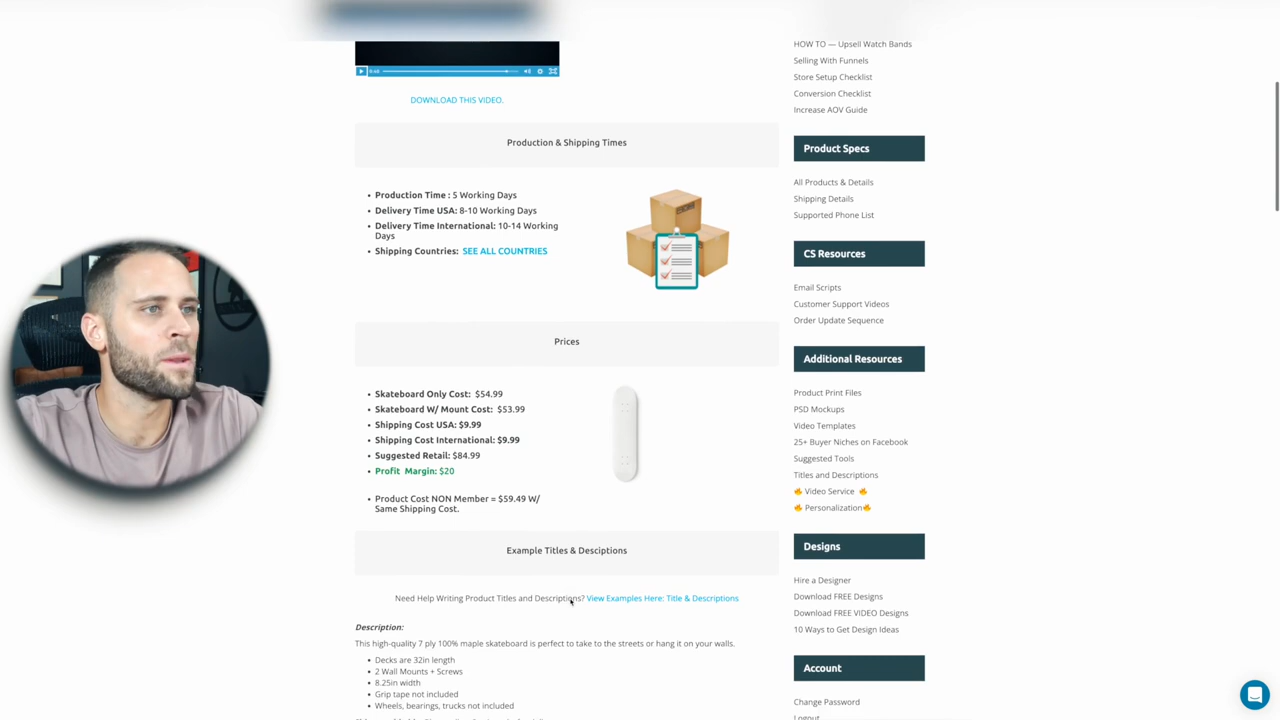 DOWNLOAD THIS VIDEO.
Production & Shipping Times
• Production Time : 5 Working Days
• Delivery Time USA: 8-10 Working Days
• Delivery Time International: 10-14 Working
Days
• Shipping Countries: SEE ALL COUNTRIES
Prices
• Skateboard Only Cost: $54.99
• Skateboard W/ Mount Cost: $53.99
• Shipping Cost USA: $9.99
• Shipping Cost International: $9.99
• Suggested Retail: $84.99
• Profit Margin: $20
• Product Cost NON Member = $59.49 W/
Same Shipping Cost.
Example Titles & Desciptions
Need Help Writing Product Titles and Descriptions? View Examples Here: Title & Descriptions
Description:
This high-quality 7 ply 100% maple skateboard is perfect to take to the streets or hang it on your walls.
• Decks are 32in length
• 2 Wall Mounts + Screws
• 8.25in width
• Grip tape not included
• Wheels, bearings, trucks not included
HOW TO — Upsell Watch Bands
Selling With Funnels
Store Setup Checklist
Conversion Checklist
Increase AOV Guide
Product Specs
All Products & Details
Shipping Details
Supported Phone List
CS Resources
Email Scripts
Customer Support Videos
Order Update Sequence
Additional Resources
Product Print Files
PSD Mockups
Video Templates
25+ Buyer Niches on Facebook
Suggested Tools
Titles and Descriptions
🔥 Video Service 🔥
🔥 Personalization🔥
Designs
Hire a Designer
Download FREE Designs
Download FREE VIDEO Designs
10 Ways to Get Design Ideas
Account
Change Password
Logout